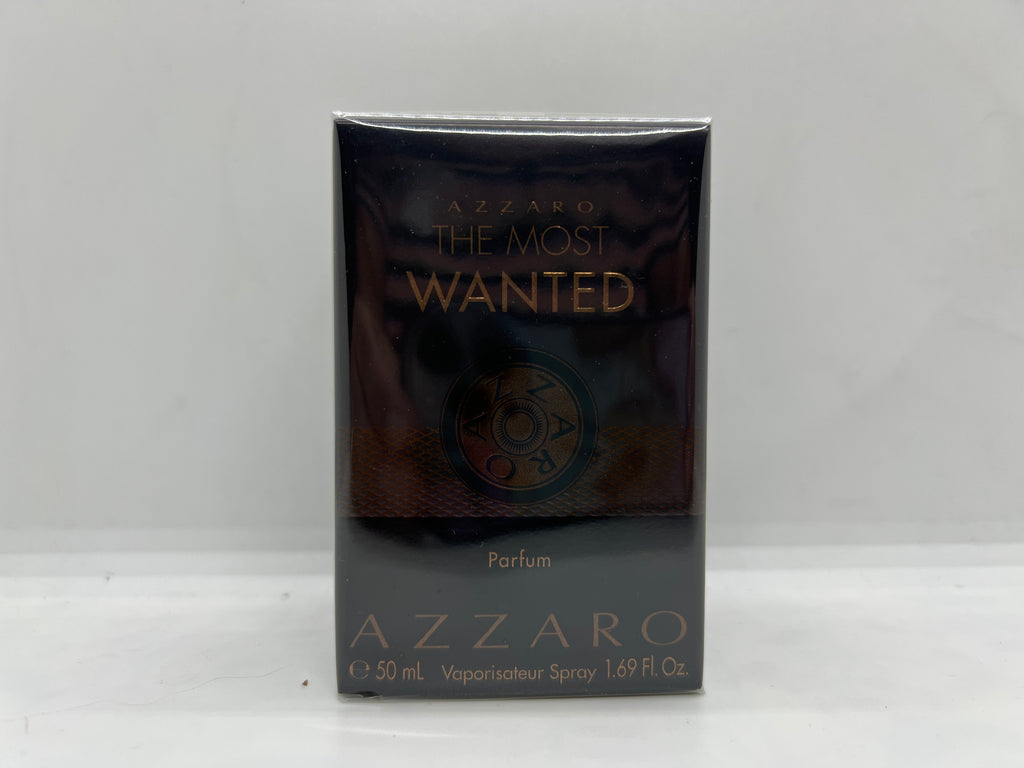 AZZARO
THE MOST
WANTED
AZZARO
Parfum
AZZARO
℮ 50 mL Vaporisateur Spray 1.69 Fl. Oz.